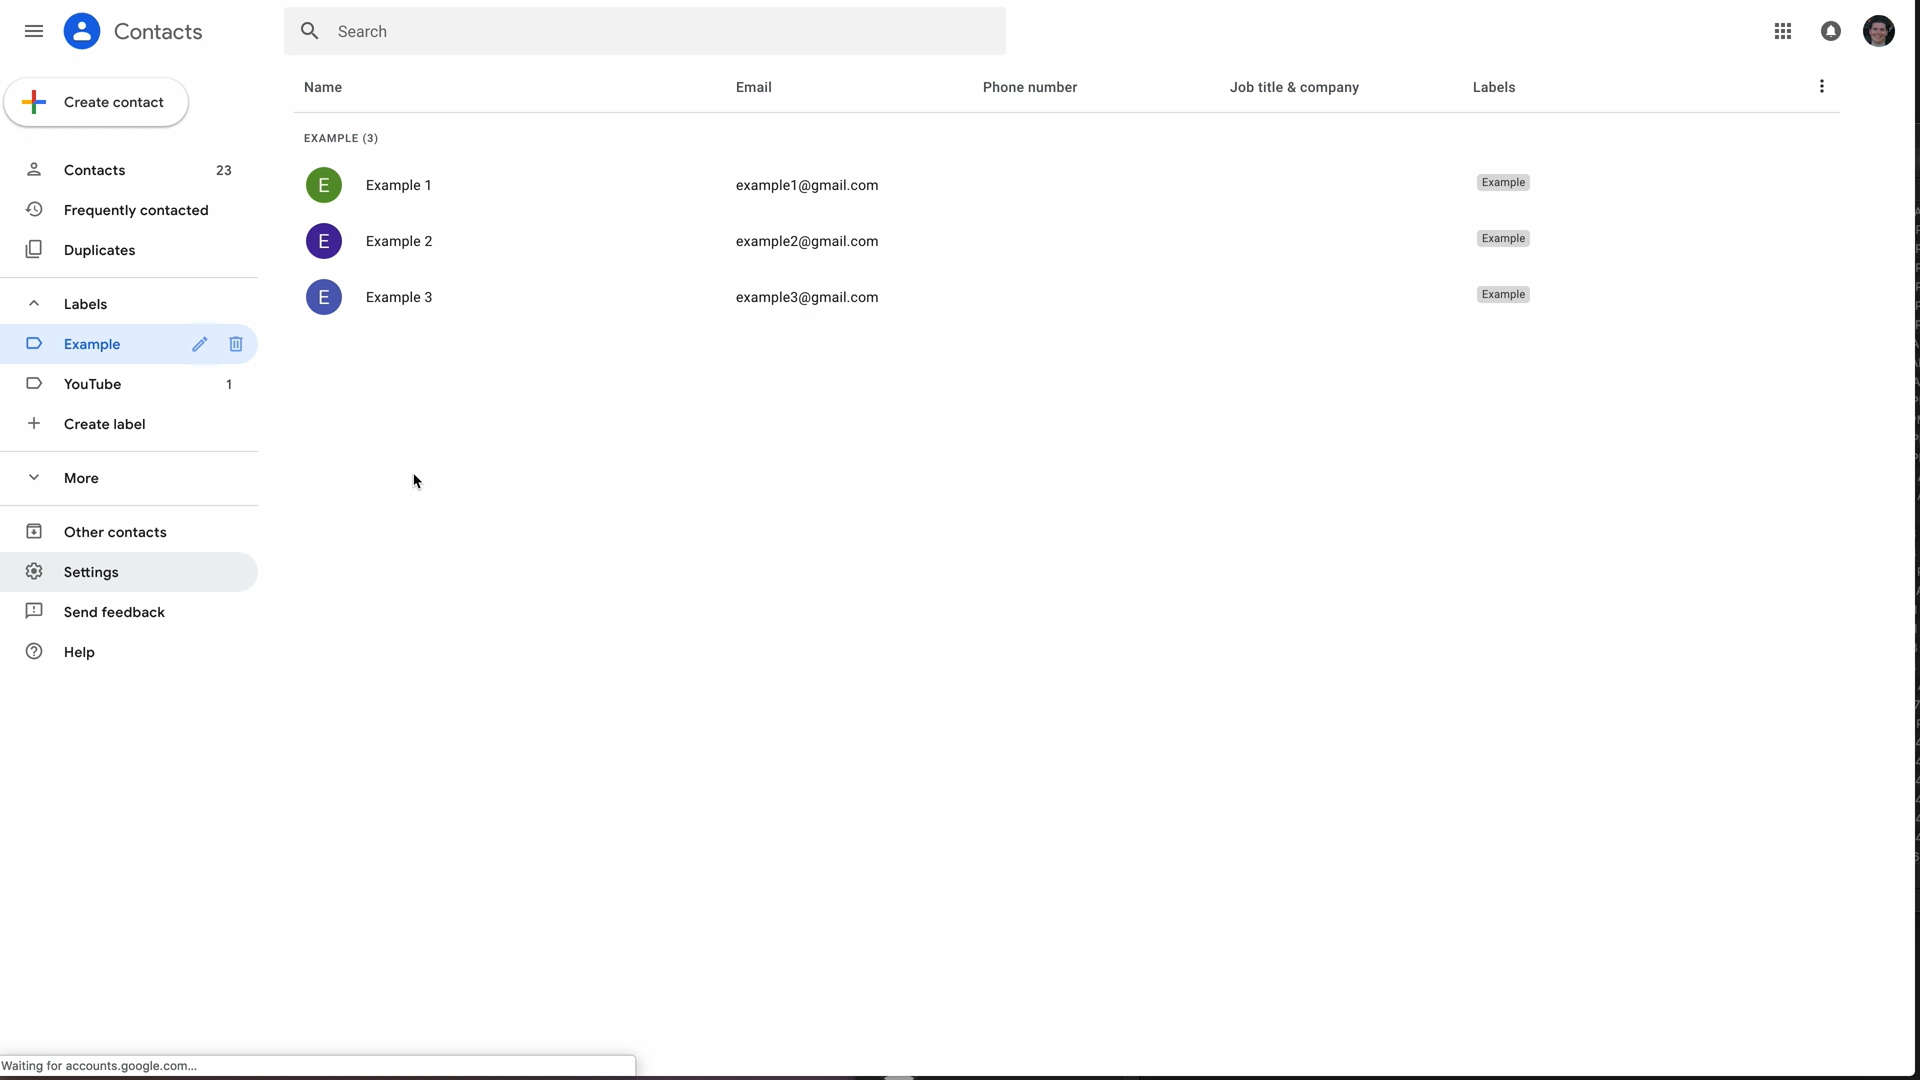 Contacts
Search
Create contact
Name Email Phone number Job title & company Labels
EXAMPLE (3)
Contacts 23
E Example 1 example1@gmail.com Example
Frequently contacted
E Example 2 example2@gmail.com Example
Duplicates
Labels
E Example 3 example3@gmail.com Example
Example
YouTube 1
Create label
More
Other contacts
Settings
Send feedback
Help
Waiting for accounts.google.com...